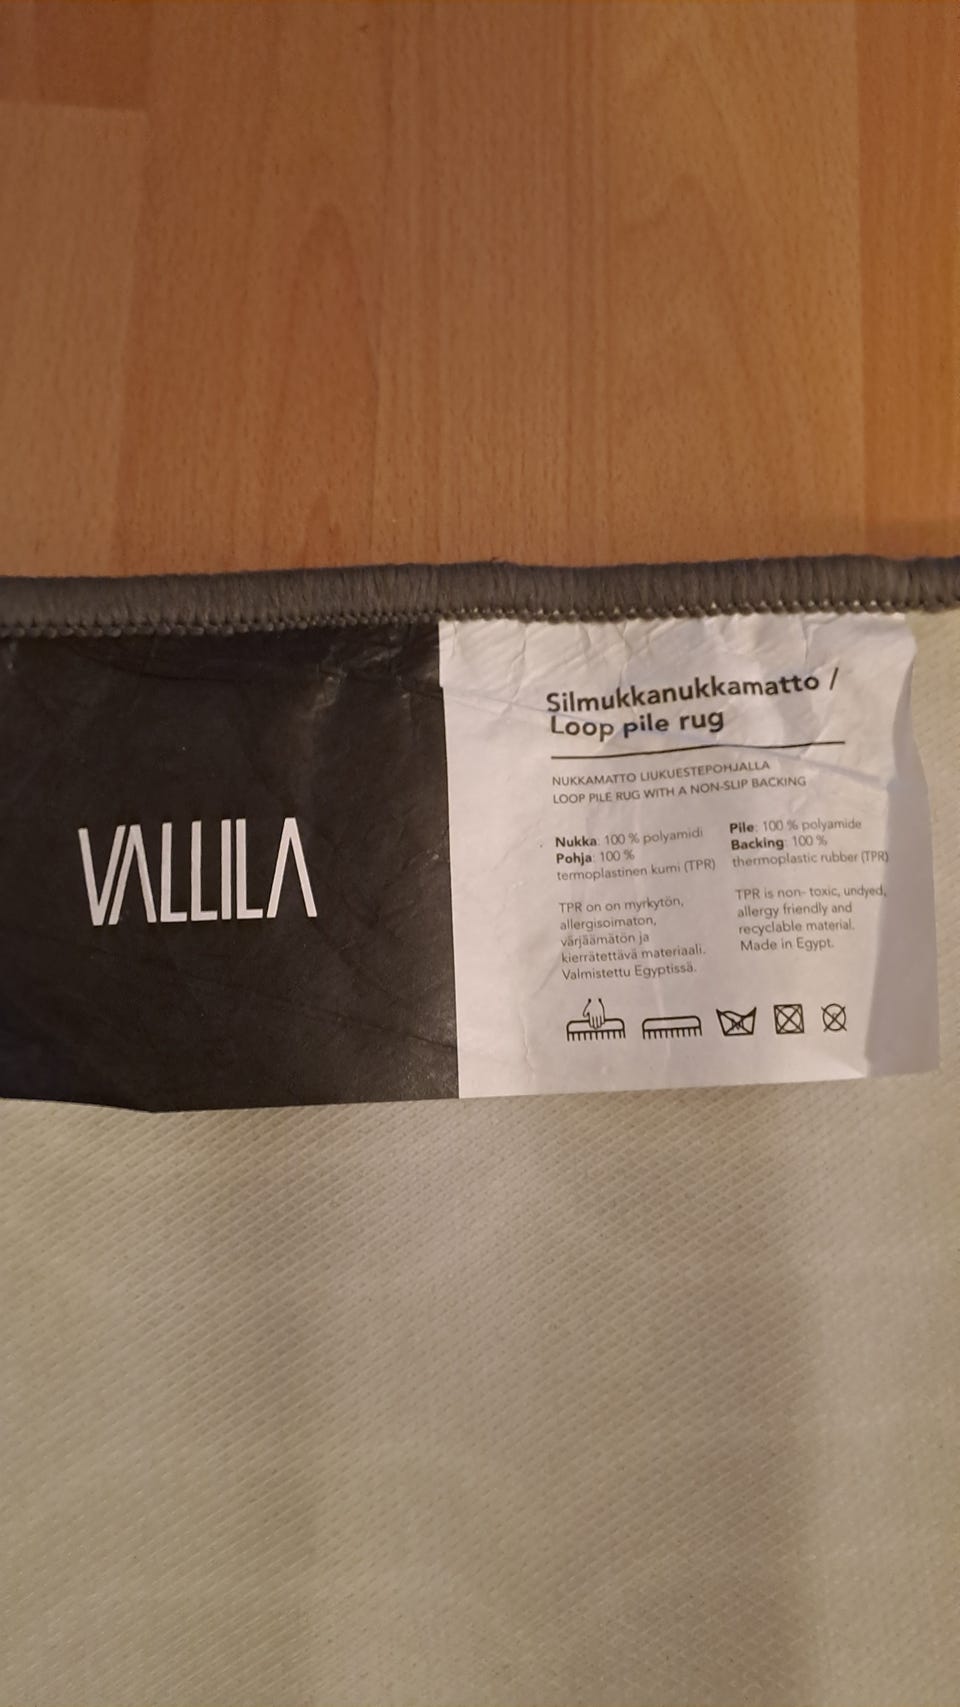 VALLILA
Silmukkanukkamatto /
Loop pile rug
NUKKAMATTO LIUKUESTEPOHJALLA
LOOP PILE RUG WITH A NON-SLIP BACKING
Nukka: 100 % polyamidi
Pohja: 100 %
termoplastinen kumi (TPR)
TPR on on myrkytön,
allergisoimaton,
värjäämätön ja
kierrätettävä materiaali.
Valmistettu Egyptissä.
Pile: 100 % polyamide
Backing: 100 %
thermoplastic rubber (TPR)
TPR is non- toxic, undyed,
allergy friendly and
recyclable material.
Made in Egypt.